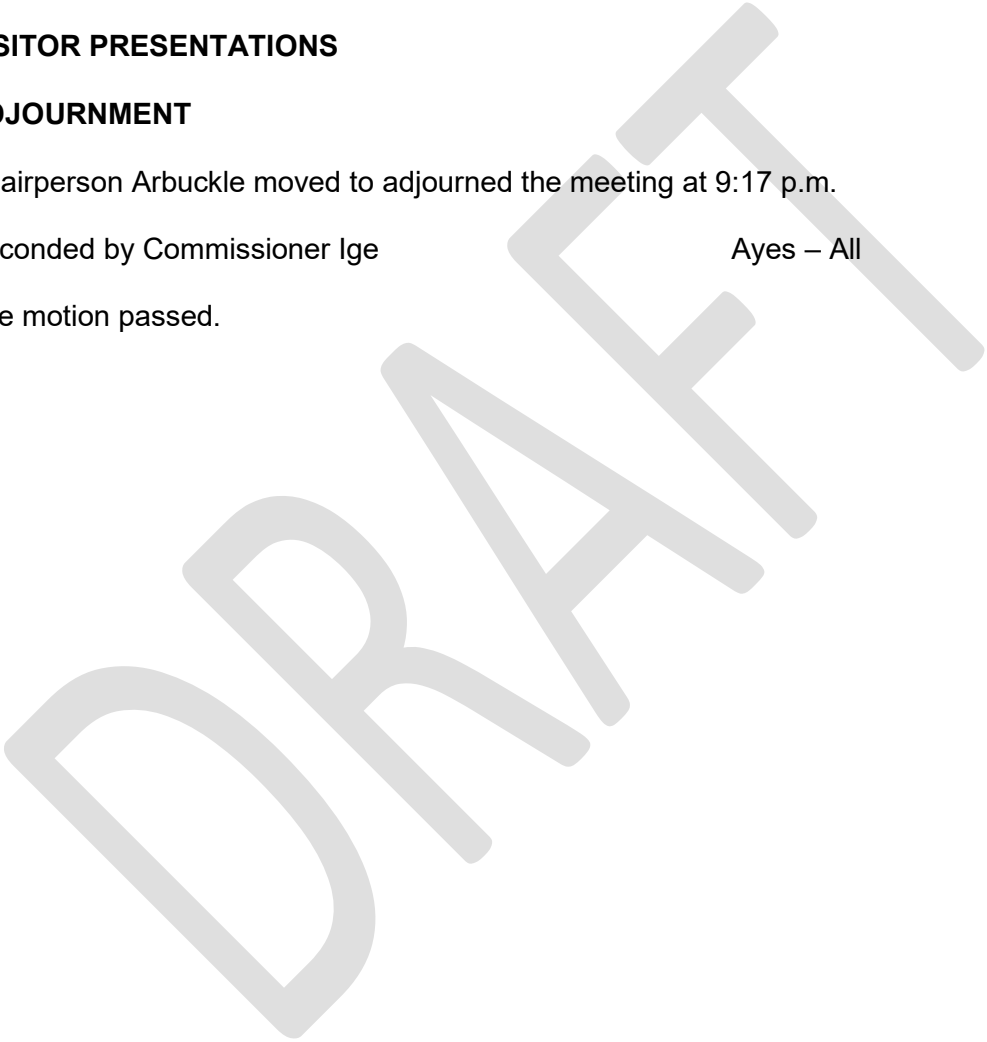 SITOR PRESENTATIONS
DJOURNMENT
airperson Arbuckle moved to adjourned the meeting at 9:17 p.m.
conded by Commissioner Ige Ayes – All
e motion passed.
DRAFT